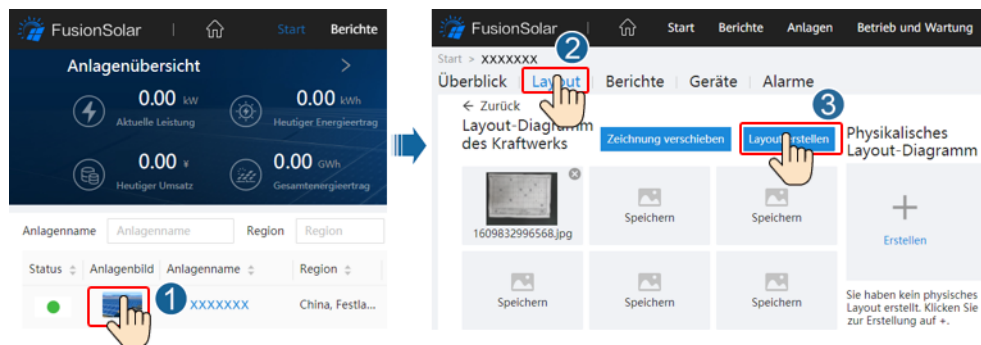 FusionSolar
Start
Berichte
Anlagenübersicht
>
0.00 kW
Aktuelle Leistung
0.00 kWh
Heutiger Energieertrag
0.00 ¥
Heutiger Umsatz
0.00 GWh
Gesamtenergieertrag
Anlagenname
Anlagenname
Region
Region
Status
Anlagenbild
Anlagenname
Region
1
XXXXXXX
China, Festla...
FusionSolar
Start
Berichte
Anlagen
Betrieb und Wartung
2
Start > XXXXXXX
Überblick
Layout
Berichte
Geräte
Alarme
3
← Zurück
Layout-Diagramm
des Kraftwerks
Zeichnung verschieben
Layout erstellen
Physikalisches
Layout-Diagramm
1609832996568.jpg
Speichern
Speichern
+
Erstellen
Speichern
Speichern
Speichern
Sie haben kein physisches
Layout erstellt. Klicken Sie
zur Erstellung auf +.